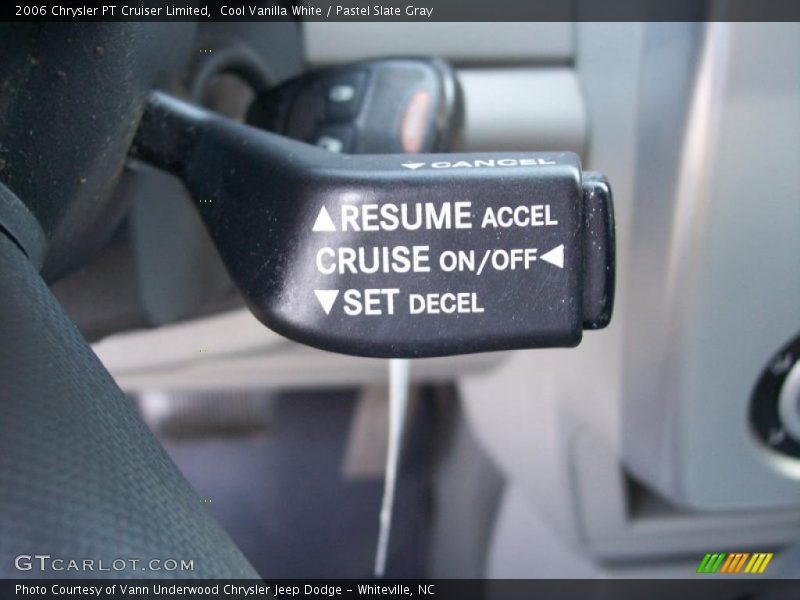 2006 Chrysler PT Cruiser Limited,  Cool Vanilla White / Pastel Slate Gray
▼ CANCEL
▲ RESUME ACCEL
CRUISE ON/OFF ◀
▼ SET DECEL
GTCARLOT.COM
Photo Courtesy of Vann Underwood Chrysler Jeep Dodge - Whiteville, NC